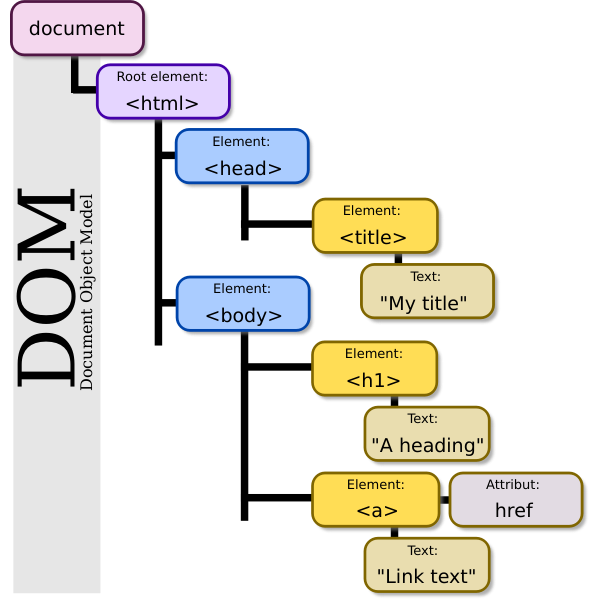 document
Root element:
<html>
Element:
<head>
Element:
<title>
Text:
"My title"
Element:
<body>
Element:
<h1>
Text:
"A heading"
Element:
<a>
Attribut:
href
Text:
"Link text"
DOM
Document Object Model